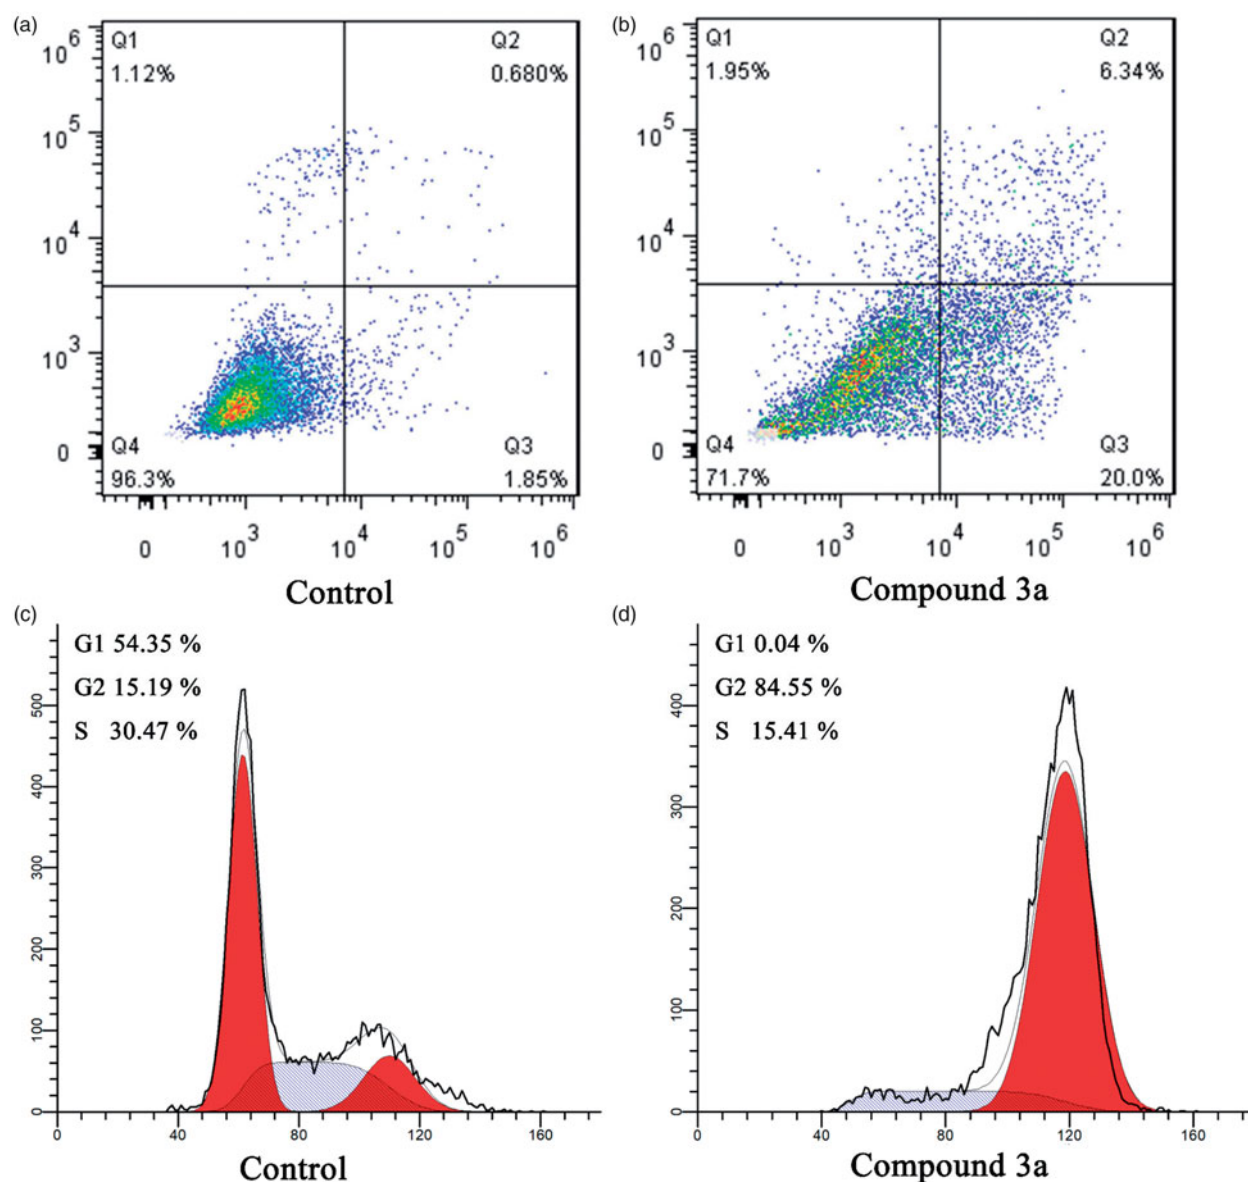 (a)
10^6
Q1
1.12%
Q2
0.680%
10^5
10^4
10^3
0
Q4
96.3%
Q3
1.85%
0 10^3 10^4 10^5 10^6
Control
(b)
10^6
Q1
1.95%
Q2
6.34%
10^5
10^4
10^3
0
Q4
71.7%
Q3
20.0%
0 10^3 10^4 10^5 10^6
Compound 3a
(c)
G1 54.35 %
G2 15.19 %
S 30.47 %
500
400
300
200
100
0
0 40 80 120 160
Control
(d)
G1 0.04 %
G2 84.55 %
S 15.41 %
400
300
200
100
0
0 40 80 120 160
Compound 3a